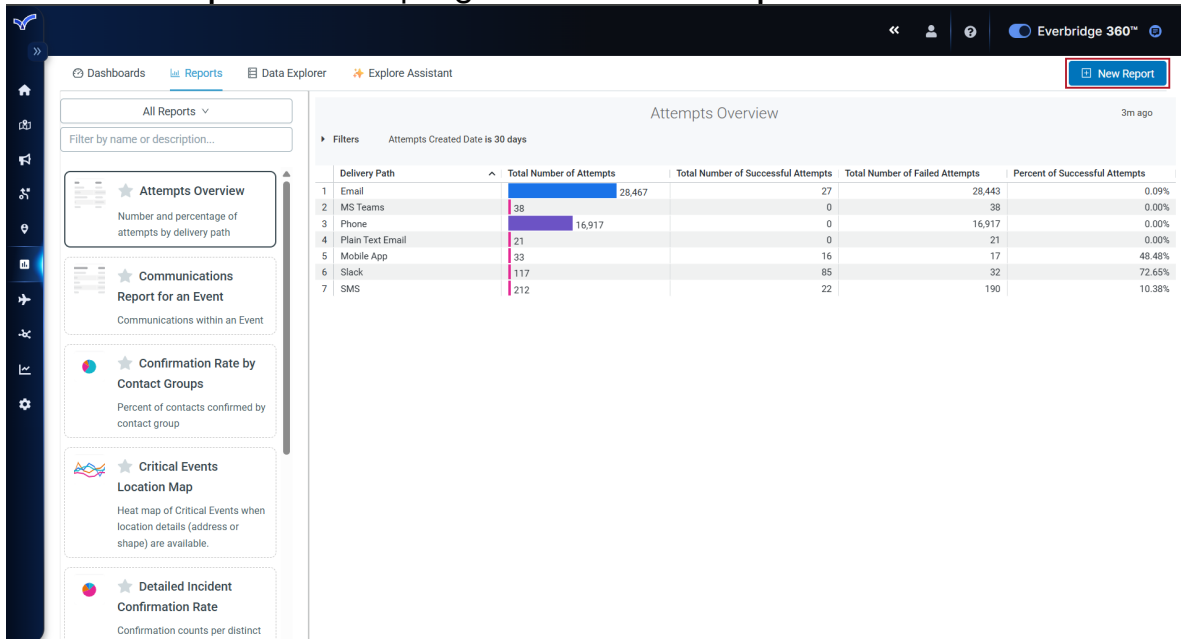 Everbridge 360™
Dashboards Reports Data Explorer Explore Assistant
New Report
All Reports
Filter by name or description...
Attempts Overview
Number and percentage of
attempts by delivery path
Communications
Report for an Event
Communications within an Event
Confirmation Rate by
Contact Groups
Percent of contacts confirmed by
contact group
Critical Events
Location Map
Heat map of Critical Events when
location details (address or
shape) are available.
Detailed Incident
Confirmation Rate
Confirmation counts per distinct
Attempts Overview
3m ago
Filters Attempts Created Date is 30 days
Delivery Path Total Number of Attempts Total Number of Successful Attempts Total Number of Failed Attempts Percent of Successful Attempts
1 Email 28,467 27 28,443 0.09%
2 MS Teams 38 0 38 0.00%
3 Phone 16,917 0 16,917 0.00%
4 Plain Text Email 21 0 21 0.00%
5 Mobile App 33 16 17 48.48%
6 Slack 117 85 32 72.65%
7 SMS 212 22 190 10.38%